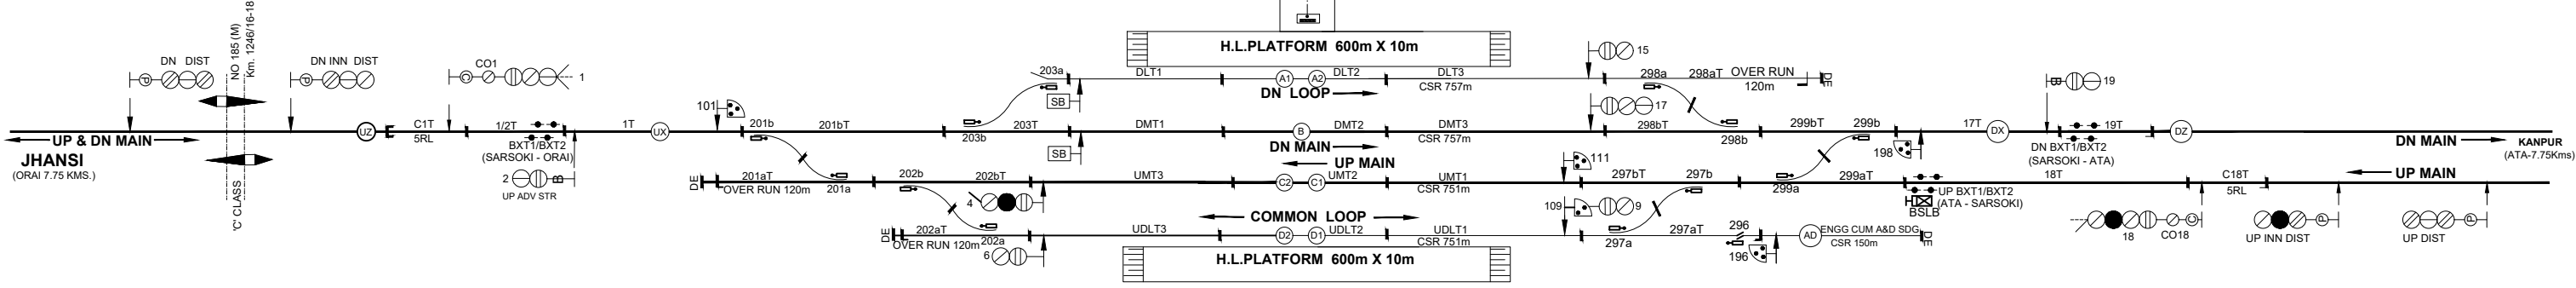 NO 185 (M)
Km. 1246/16-18
'C' CLASS
H.L.PLATFORM 600m X 10m
DN DIST
P
DN INN DIST
P
CO1
C
1
203a
DLT1
A1
A2
DLT2
DLT3
CSR 757m
15
298a
298aT
OVER RUN
120m
DE
B
19
DN LOOP
SB
101
17
UP & DN MAIN
JHANSI
(ORAI 7.75 KMS.)
UZ
C1T
5RL
1/2T
BXT1/BXT2
(SARSOKI - ORAI)
1T
UX
201b
201bT
203b
203T
DMT1
B
DMT2
DMT3
CSR 757m
298bT
298b
299bT
299b
17T
DX
19T
DZ
DN MAIN
KANPUR
(ATA-7.75Kms)
DN BXT1/BXT2
(SARSOKI - ATA)
SB
DN MAIN
UP MAIN
111
198
2
B
UP ADV STR
DE
201aT
OVER RUN 120m
201a
202b
202bT
UMT3
C2
C1
UMT2
UMT1
CSR 751m
297bT
297b
299a
299aT
18T
C18T
5RL
UP MAIN
UP BXT1/BXT2
(ATA - SARSOKI)
H
BSLB
4
COMMON LOOP
109
9
18
CO18
C
UP INN DIST
P
UP DIST
P
DE
202aT
OVER RUN 120m
202a
UDLT3
D2
D1
UDLT2
UDLT1
CSR 751m
297a
297aT
296
AD
ENGG CUM A&D SDG
CSR 150m
DE
6
196
H.L.PLATFORM 600m X 10m